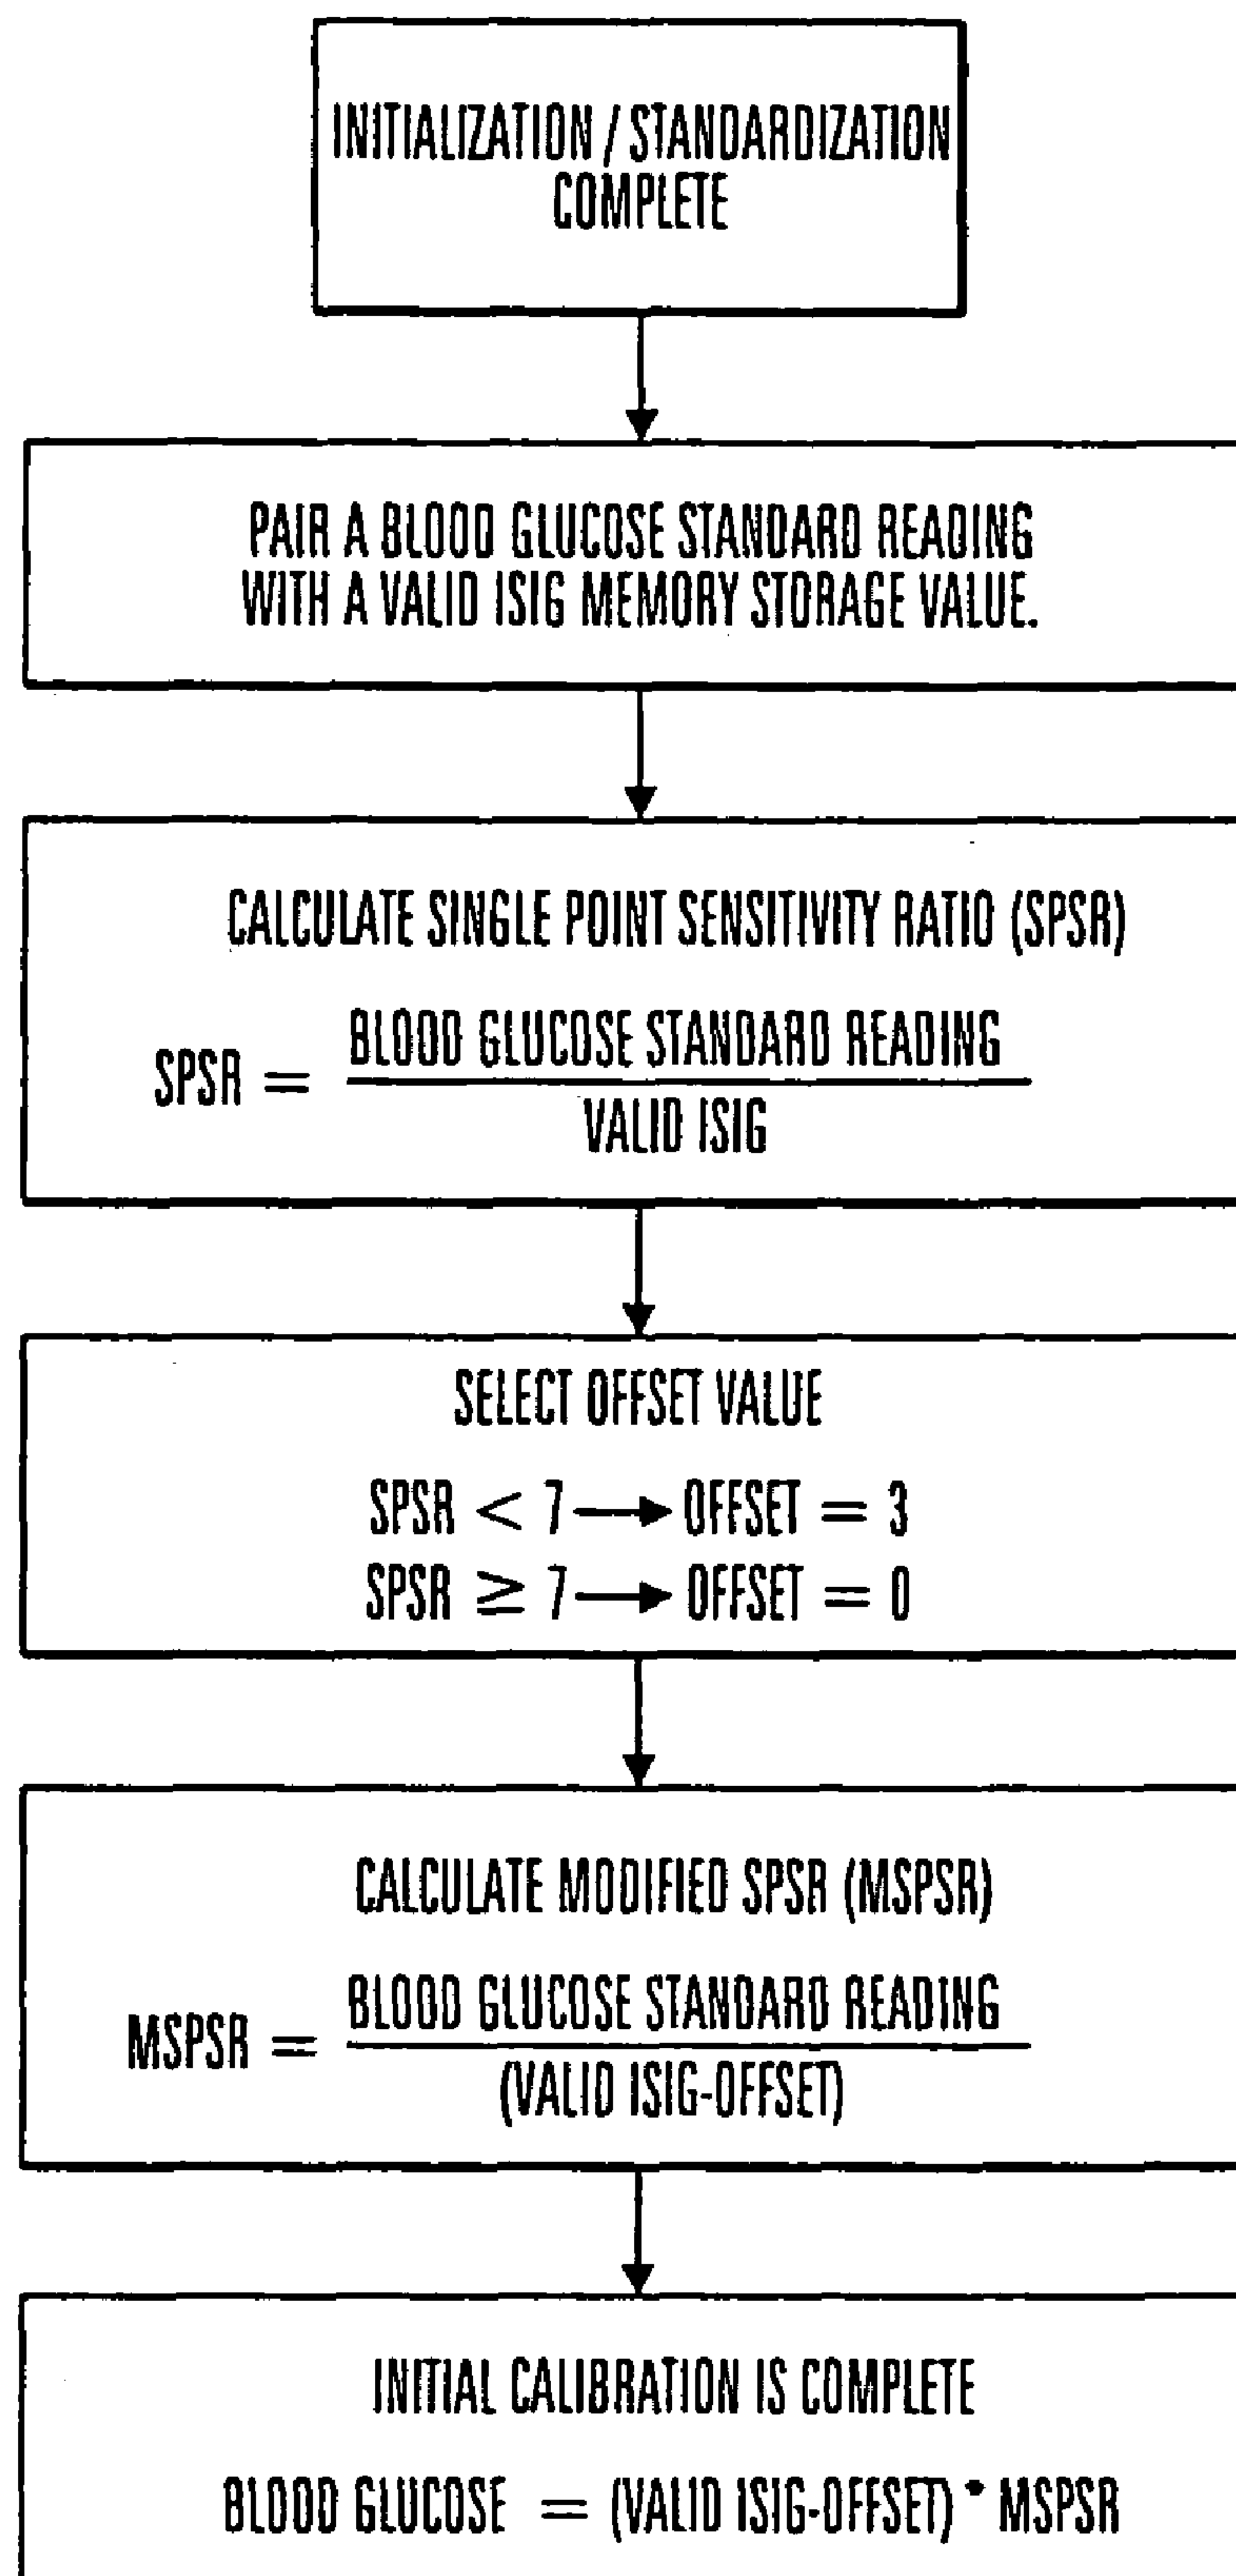 INITIALIZATION / STANDARDIZATION
COMPLETE
PAIR A BLOOD GLUCOSE STANDARD READING
WITH A VALID ISIG MEMORY STORAGE VALUE.
CALCULATE SINGLE POINT SENSITIVITY RATIO (SPSR)
SPSR = BLOOD GLUCOSE STANDARD READING
VALID ISIG
SELECT OFFSET VALUE
SPSR < 7 → OFFSET = 3
SPSR ≥ 7 → OFFSET = 0
CALCULATE MODIFIED SPSR (MSPSR)
MSPSR = BLOOD GLUCOSE STANDARD READING
(VALID ISIG-OFFSET)
INITIAL CALIBRATION IS COMPLETE
BLOOD GLUCOSE = (VALID ISIG-OFFSET) * MSPSR